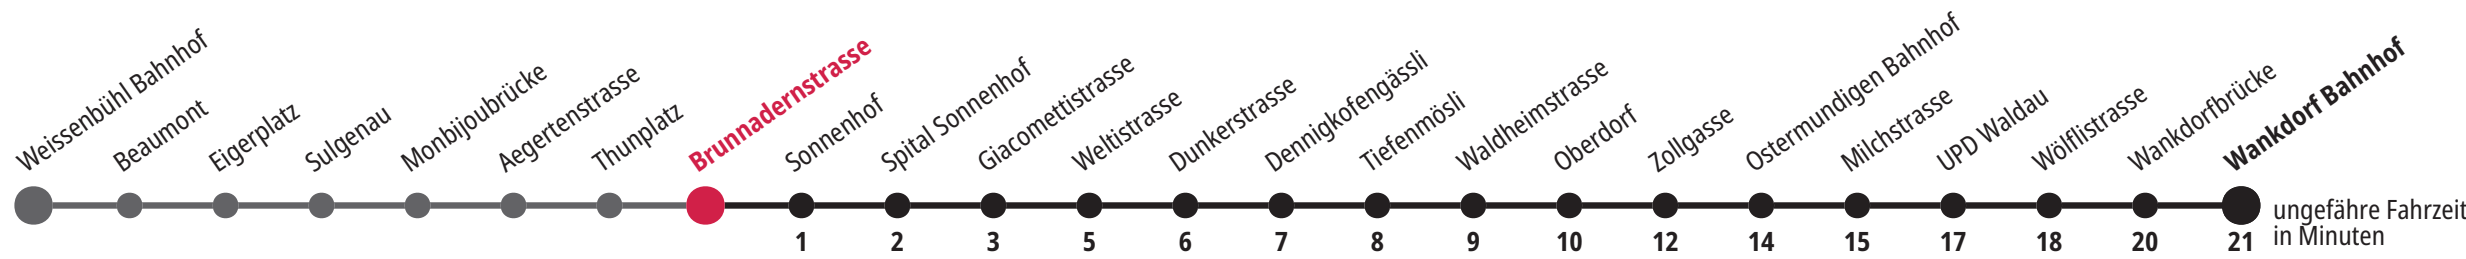 Weissenbühl Bahnhof
Beaumont
Eigerplatz
Sulgenau
Monbijoubrücke
Aegertenstrasse
Thunplatz
Brunnadernstrasse
Sonnenhof
Spital Sonnenhof
Giacomettistrasse
Weltistrasse
Dunkerstrasse
Dennigkofengässli
Tiefenmösli
Waldheimstrasse
Oberdorf
Zollgasse
Ostermundigen Bahnhof
Milchstrasse
UPD Waldau
Wölflistrasse
Wankdorfbrücke
Wankdorf Bahnhof
1 2 3 5 6 7 8 9 10 12 14 15 17 18 20 21
ungefähre Fahrzeit
in Minuten